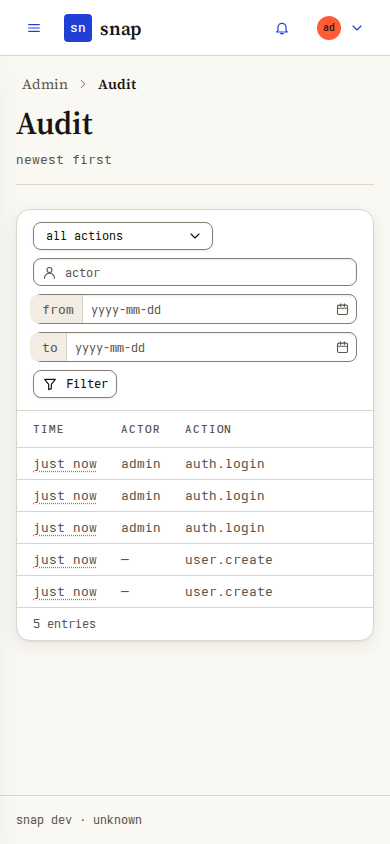 sn snap ad
Admin > Audit
Audit
newest first
all actions
actor
from yyyy-mm-dd
to yyyy-mm-dd
Filter
TIME ACTOR ACTION
just now admin auth.login
just now admin auth.login
just now admin auth.login
just now — user.create
just now — user.create
5 entries
snap dev · unknown